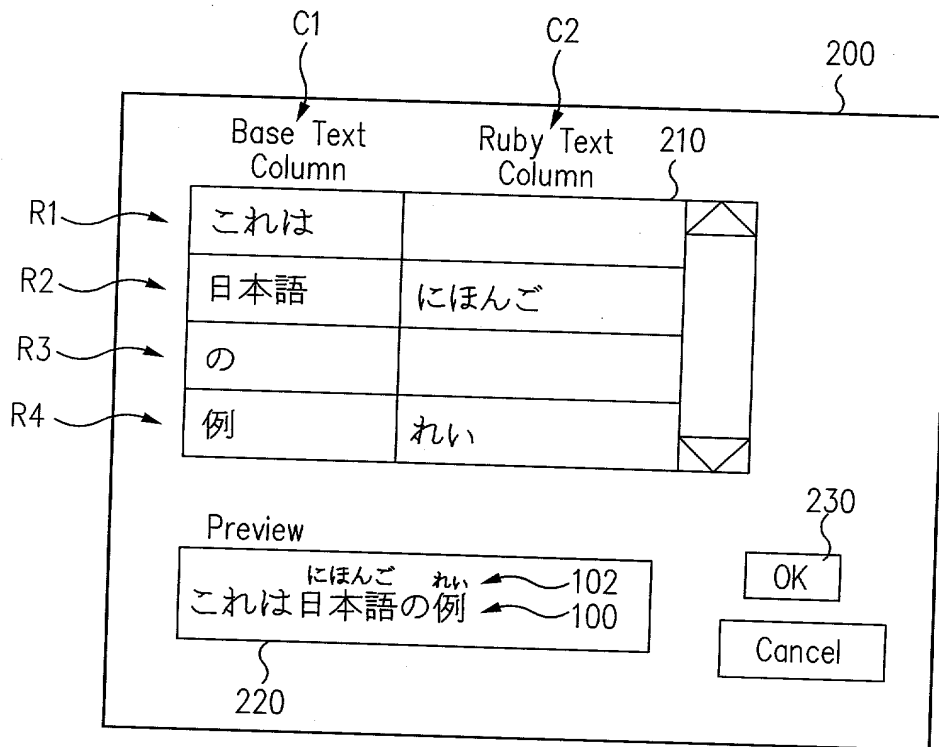 C1 C2 200
Base Text Column Ruby Text Column 210
R1 これは
R2 日本語 にほんご
R3 の
R4 例 れい
Preview 230
にほんご れい 102 OK
これは日本語の例 100
Cancel
220